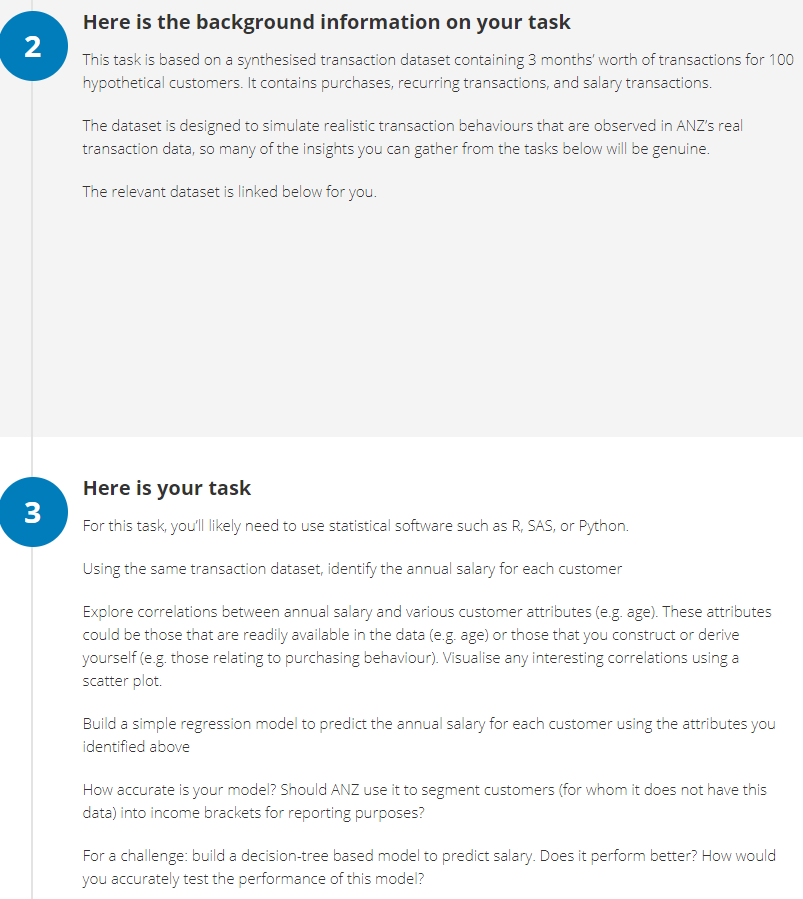 2
Here is the background information on your task
This task is based on a synthesised transaction dataset containing 3 months' worth of transactions for 100
hypothetical customers. It contains purchases, recurring transactions, and salary transactions.
The dataset is designed to simulate realistic transaction behaviours that are observed in ANZ's real
transaction data, so many of the insights you can gather from the tasks below will be genuine.
The relevant dataset is linked below for you.
3
Here is your task
For this task, you'll likely need to use statistical software such as R, SAS, or Python.
Using the same transaction dataset, identify the annual salary for each customer
Explore correlations between annual salary and various customer attributes (e.g. age). These attributes
could be those that are readily available in the data (e.g. age) or those that you construct or derive
yourself (e.g. those relating to purchasing behaviour). Visualise any interesting correlations using a
scatter plot.
Build a simple regression model to predict the annual salary for each customer using the attributes you
identified above
How accurate is your model? Should ANZ use it to segment customers (for whom it does not have this
data) into income brackets for reporting purposes?
For a challenge: build a decision-tree based model to predict salary. Does it perform better? How would
you accurately test the performance of this model?